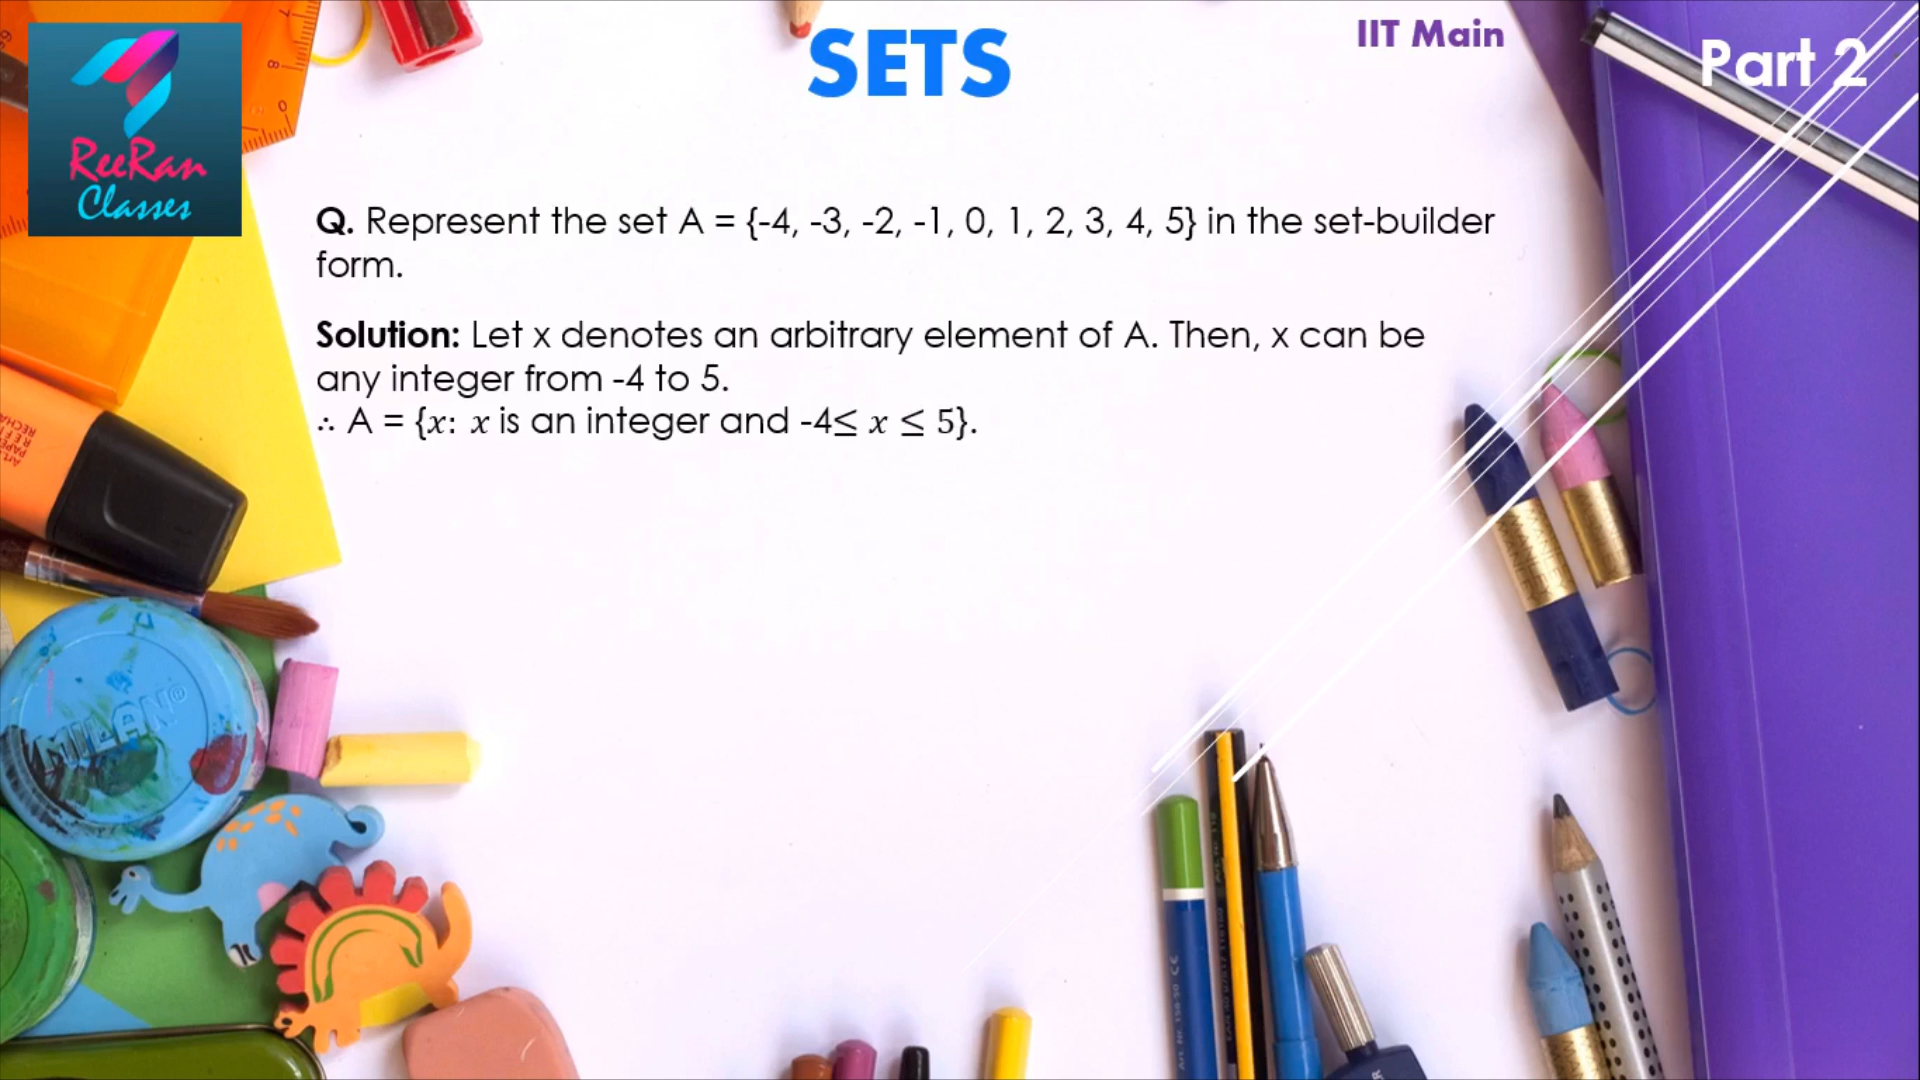 SETS
IIT Main
Part 2
ReeRan
Classes
Q. Represent the set A = {-4, -3, -2, -1, 0, 1, 2, 3, 4, 5} in the set-builder
form.
Solution: Let x denotes an arbitrary element of A. Then, x can be
any integer from -4 to 5.
∴ A = {x: x is an integer and -4≤ x ≤ 5}.
MILAN®